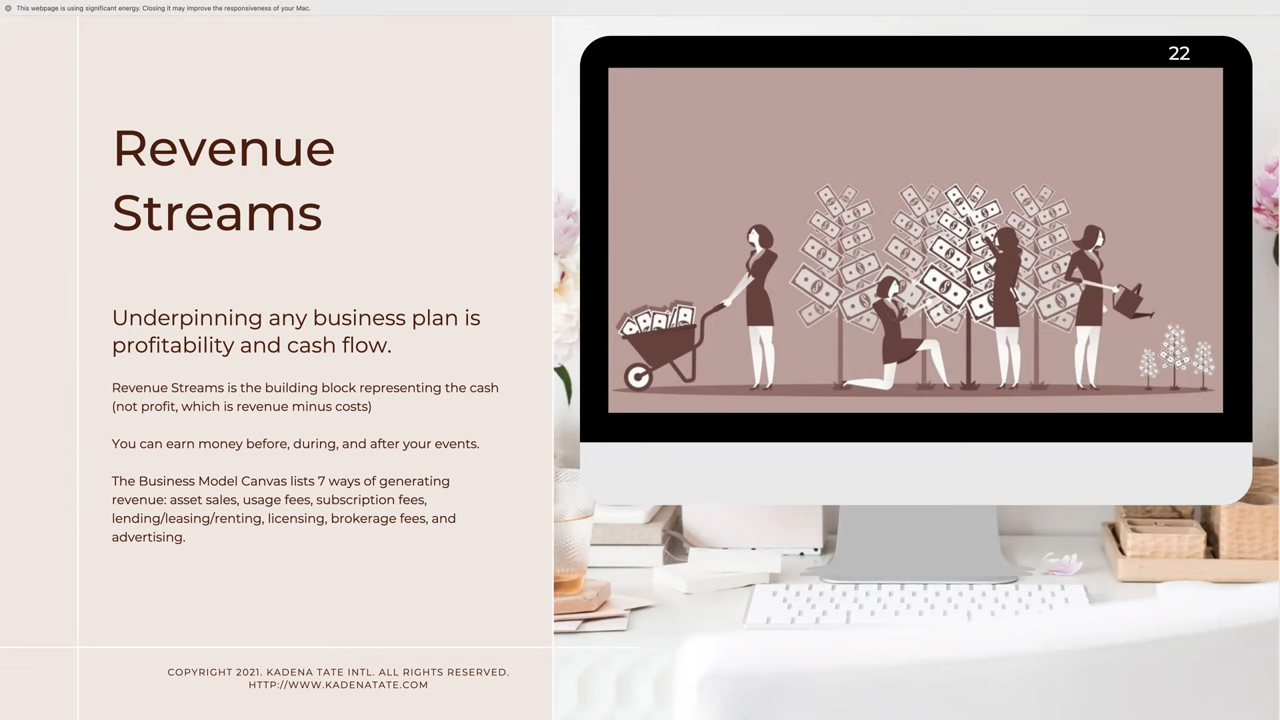 This webpage is using significant energy. Closing it may improve the responsiveness of your Mac.
22
Revenue
Streams
Underpinning any business plan is
profitability and cash flow.
Revenue Streams is the building block representing the cash
(not profit, which is revenue minus costs)
You can earn money before, during, and after your events.
The Business Model Canvas lists 7 ways of generating
revenue: asset sales, usage fees, subscription fees,
lending/leasing/renting, licensing, brokerage fees, and
advertising.
COPYRIGHT 2021. KADENA TATE INTL. ALL RIGHTS RESERVED.
HTTP://WWW.KADENATATE.COM